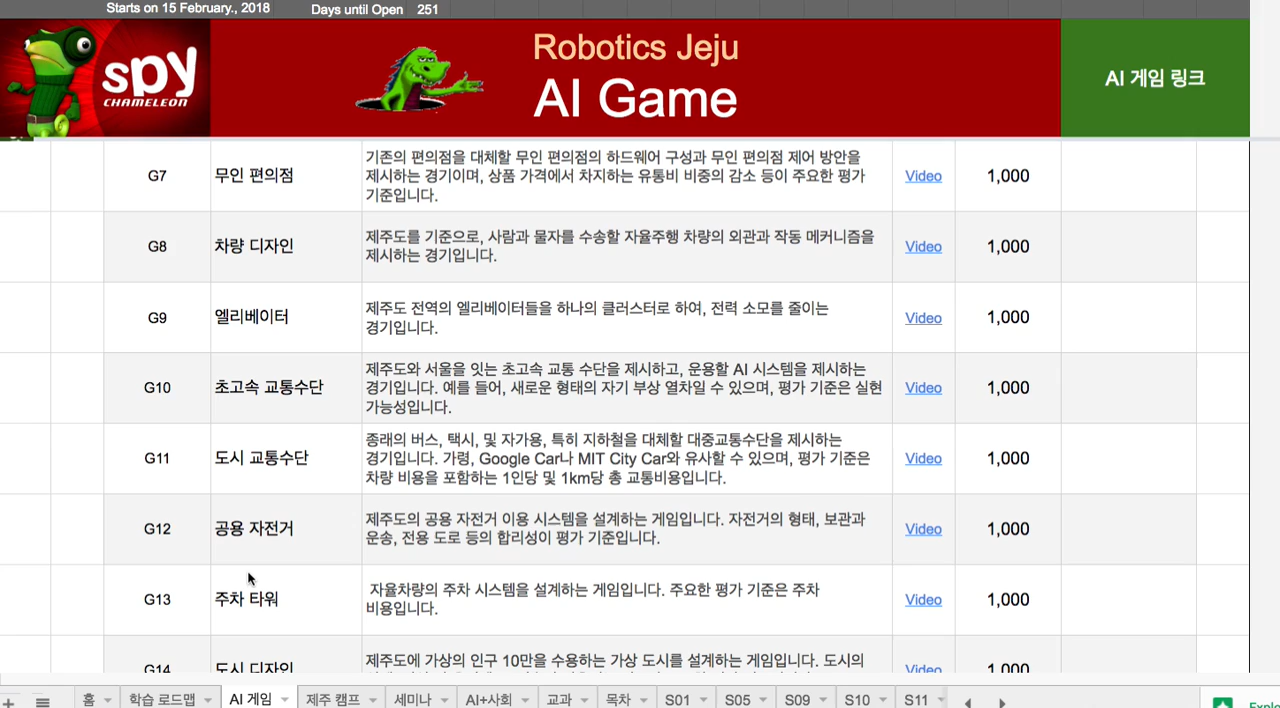 Starts on 15 February., 2018 Days until Open 251
spy
CHAMELEON
Robotics Jeju
AI Game
AI 게임 링크
G7 무인 편의점 기존의 편의점을 대체할 무인 편의점의 하드웨어 구성과 무인 편의점 제어 방안을
제시하는 경기이며, 상품 가격에서 차지하는 유통비 비중의 감소 등이 주요한 평가
기준입니다.
Video 1,000
G8 차량 디자인 제주도를 기준으로, 사람과 물자를 수송할 자율주행 차량의 외관과 작동 메커니즘을
제시하는 경기입니다.
Video 1,000
G9 엘리베이터 제주도 전역의 엘리베이터들을 하나의 클러스터로 하여, 전력 소모를 줄이는
경기입니다.
Video 1,000
G10 초고속 교통수단 제주도와 서울을 잇는 초고속 교통 수단을 제시하고, 운용할 AI 시스템을 제시하는
경기입니다. 예를 들어, 새로운 형태의 자기 부상 열차일 수 있으며, 평가 기준은 실현
가능성입니다.
Video 1,000
G11 도시 교통수단 종래의 버스, 택시, 및 자가용, 특히 지하철을 대체할 대중교통수단을 제시하는
경기입니다. 가령, Google Car나 MIT City Car와 유사할 수 있으며, 평가 기준은
차량 비용을 포함하는 1인당 및 1km당 총 교통비용입니다.
Video 1,000
G12 공용 자전거 제주도의 공용 자전거 이용 시스템을 설계하는 게임입니다. 자전거의 형태, 보관과
운송, 전용 도로 등의 합리성이 평가 기준입니다.
Video 1,000
G13 주차 타워 자율차량의 주차 시스템을 설계하는 게임입니다. 주요한 평가 기준은 주차
비용입니다.
Video 1,000
G14 도시 디자인 제주도에 가상의 인구 10만을 수용하는 가상 도시를 설계하는 게임입니다. 도시의
Video 1,000
홈 학습 로드맵 AI 게임 제주 캠프 세미나 AI+사회 교과 목차 S01 S05 S09 S10 S11